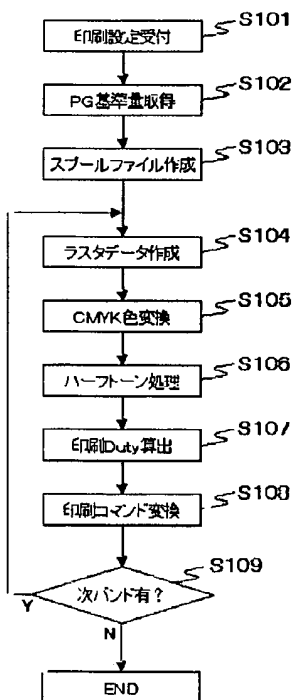 印刷設定受付
S101
PG基準量取得
S102
スプールファイル作成
S103
ラスタデータ作成
S104
CMYK色変換
S105
ハーフトーン処理
S106
印刷Duty算出
S107
印刷コマンド変換
S108
次バンド有?
S109
Y
N
END